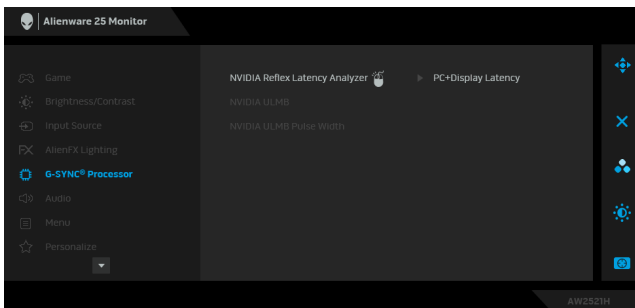 Alienware 25 Monitor
Game
Brightness/Contrast
Input Source
FX AlienFX Lighting
G-SYNC® Processor
Audio
Menu
Personalize
NVIDIA Reflex Latency Analyzer
PC+Display Latency
NVIDIA ULMB
NVIDIA ULMB Pulse Width
AW2521H